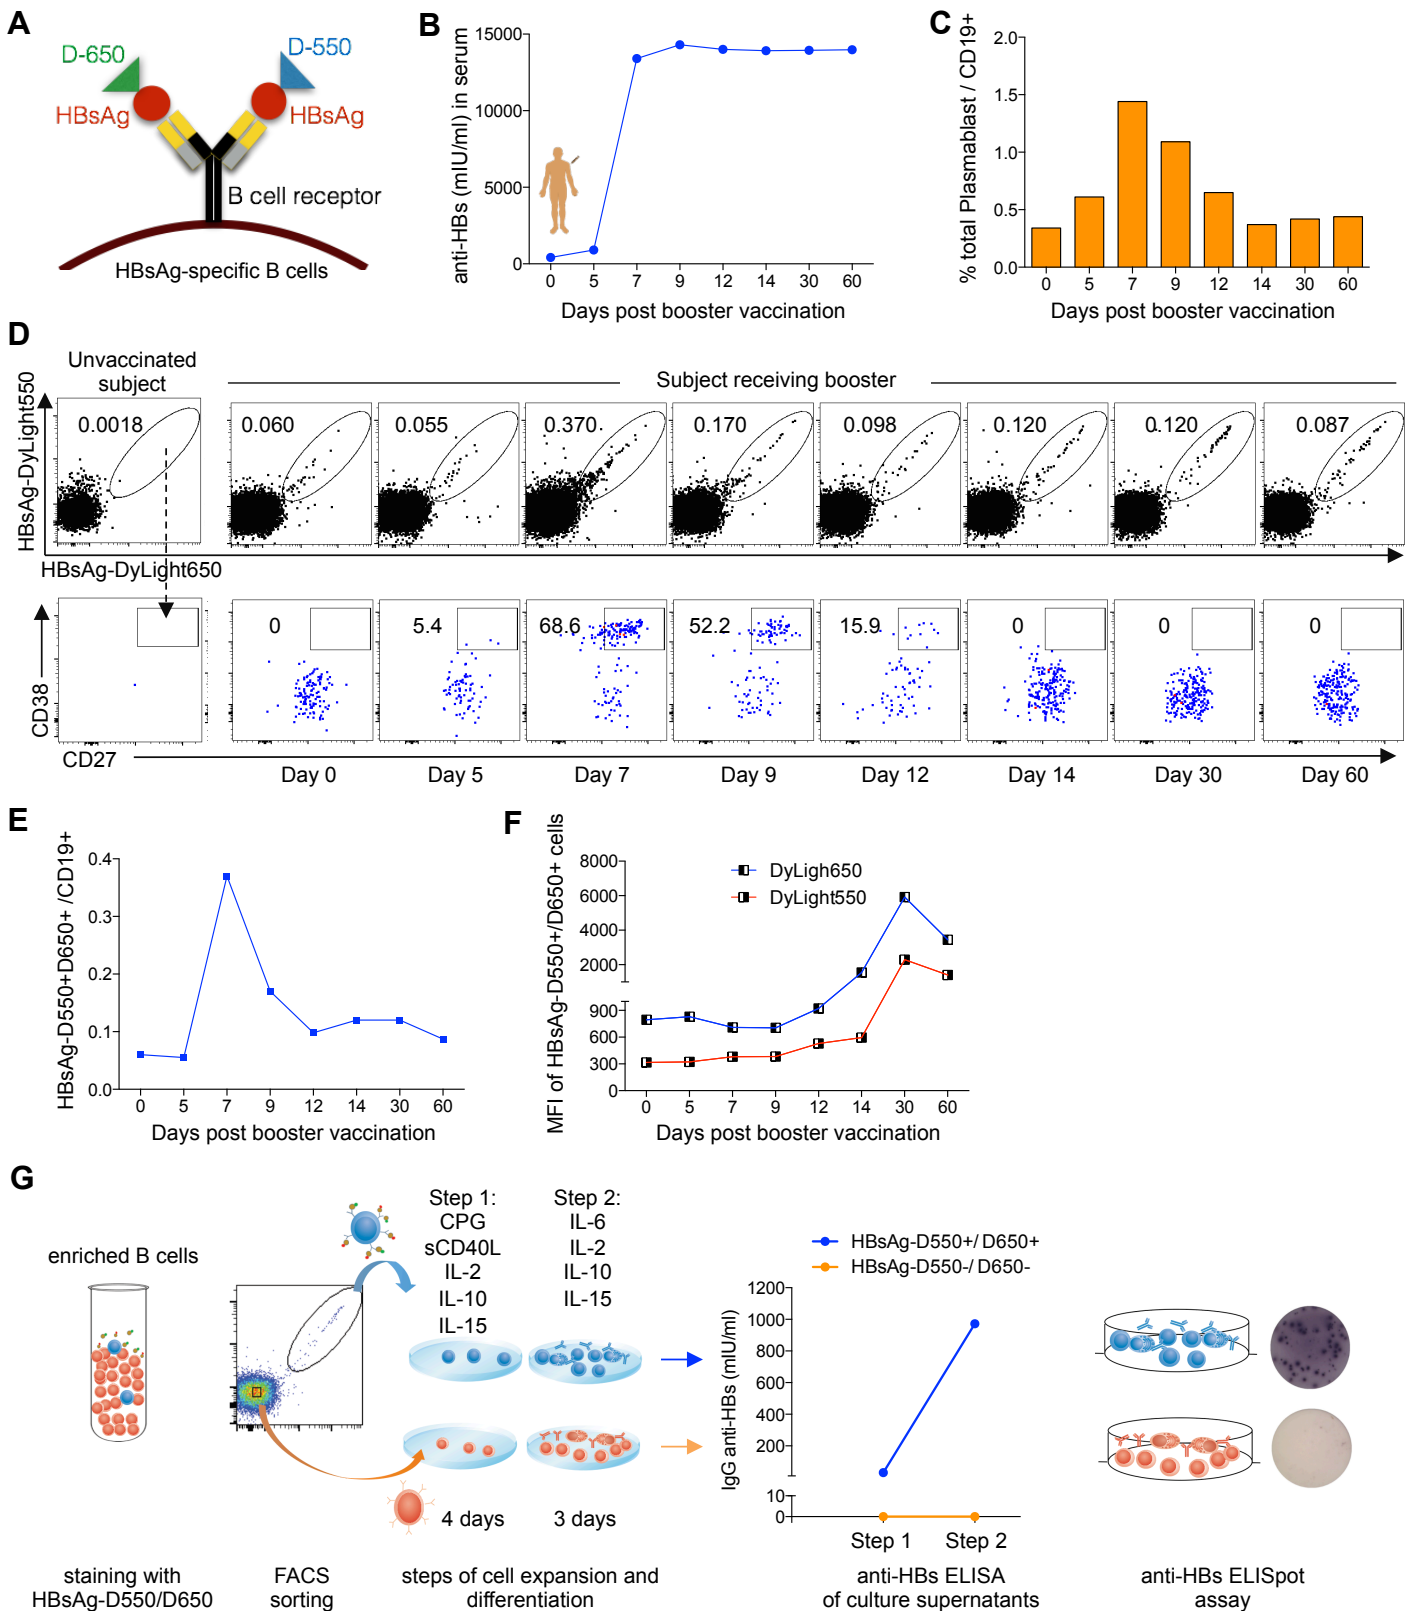 A
D-650
D-550
HBsAg
HBsAg
B cell receptor
HBsAg-specific B cells
B
anti-HBs (mIU/ml) in serum
15000
10000
5000
0
0 5 7 9 12 14 30 60
Days post booster vaccination
C
% total Plasmablast / CD19+
2.0
1.5
1.0
0.5
0.0
0 5 7 9 12 14 30 60
Days post booster vaccination
D
Unvaccinated
subject
Subject receiving booster
HBsAg-DyLight550
0.0018 0.060 0.055 0.370 0.170 0.098 0.120 0.120 0.087
HBsAg-DyLight650
CD38
0 5.4 68.6 52.2 15.9 0 0 0
CD27
Day 0 Day 5 Day 7 Day 9 Day 12 Day 14 Day 30 Day 60
E
HBsAg-D550+D650+ /CD19+
0.4
0.3
0.2
0.1
0.0
0 5 7 9 12 14 30 60
Days post booster vaccination
F
MFI of HBsAg-D550+/D650+ cells
8000
6000
4000
2000
900
600
300
0
DyLigh650
DyLight550
0 5 7 9 12 14 30 60
Days post booster vaccination
G
enriched B cells
Step 1:
CPG
sCD40L
IL-2
IL-10
IL-15
Step 2:
IL-6
IL-2
IL-10
IL-15
4 days
3 days
HBsAg-D550+/ D650+
HBsAg-D550-/ D650-
IgG anti-HBs (mIU/ml)
1200
1000
800
600
400
200
10
0
Step 1 Step 2
staining with
HBsAg-D550/D650
FACS
sorting
steps of cell expansion and
differentiation
anti-HBs ELISA
of culture supernatants
anti-HBs ELISpot
assay